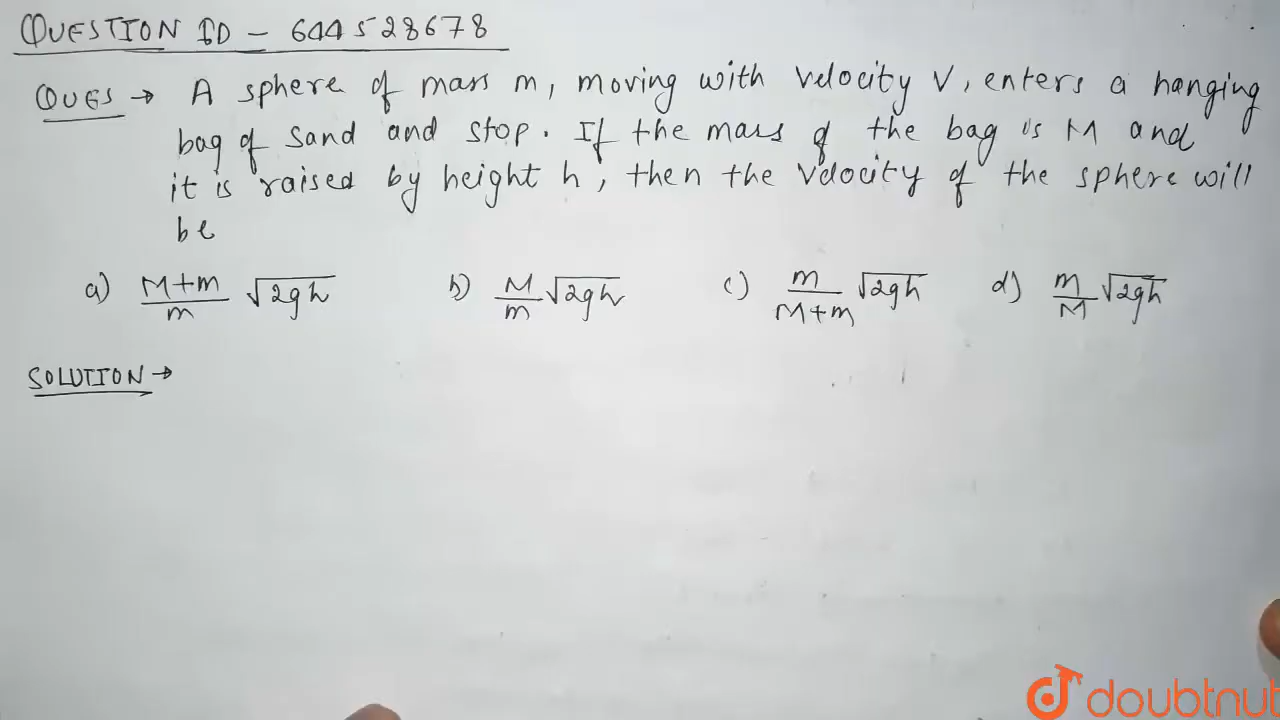 QUESTION ID - 644528678
QUES → A sphere of mass m, moving with velocity V, enters a hanging
bag of sand and stop. If the mass of the bag is M and
it is raised by height h, then the velocity of the sphere will
be
a) M+m/m √2gh b) M/m √2gh c) m/M+m √2gh d) m/M √2gh
SOLUTION →
doubtnut